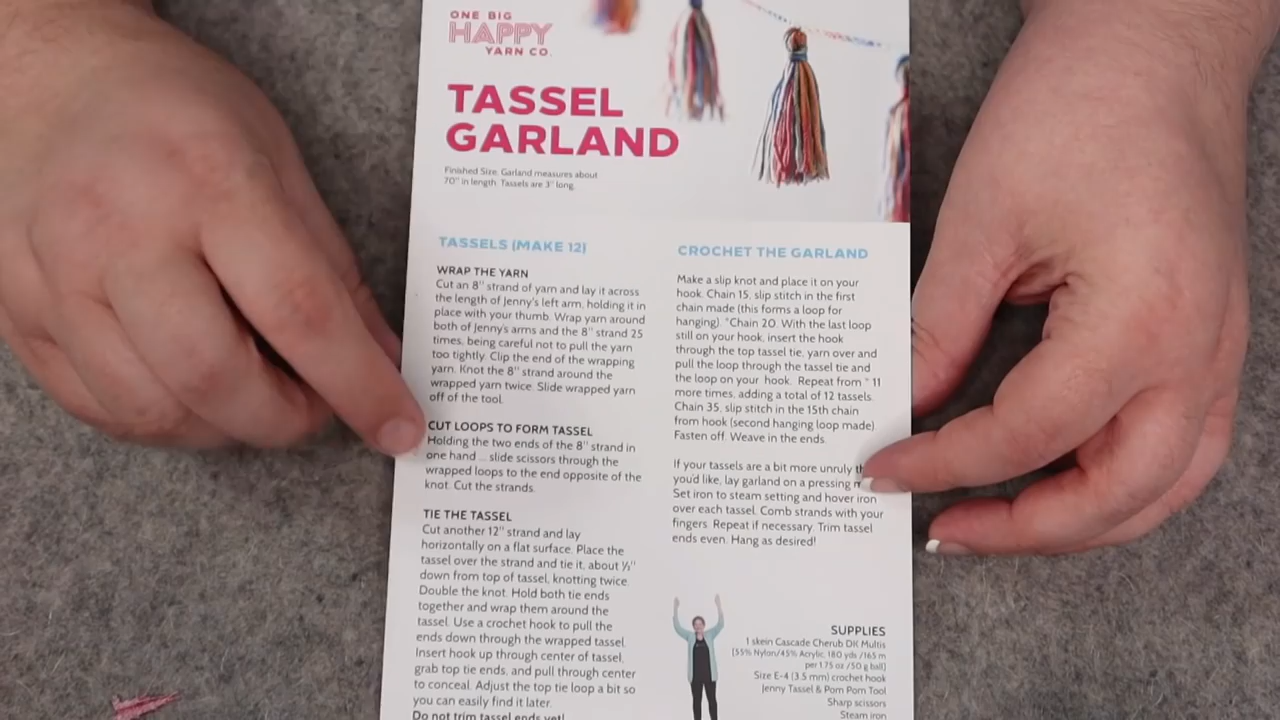 ONE BIG
HAPPY
YARN CO.
TASSEL
GARLAND
Finished Size: Garland measures about
70" in length. Tassels are 3" long.
TASSELS (MAKE 12)
WRAP THE YARN
Cut an 8" strand of yarn and lay it across
the length of Jenny's left arm, holding it in
place with your thumb. Wrap yarn around
both of Jenny's arms and the 8" strand 25
times, being careful not to pull the yarn
too tightly. Clip the end of the wrapping
yarn. Knot the 8" strand around the
wrapped yarn twice. Slide wrapped yarn
off of the tool.
CUT LOOPS TO FORM TASSEL
Holding the two ends of the 8" strand in
one hand ... slide scissors through the
wrapped loops to the end opposite of the
knot. Cut the strands.
TIE THE TASSEL
Cut another 12" strand and lay
horizontally on a flat surface. Place the
tassel over the strand and tie it, about ½"
down from top of tassel, knotting twice.
Double the knot. Hold both tie ends
together and wrap them around the
tassel. Use a crochet hook to pull the
ends down through the wrapped tassel.
Insert hook up through center of tassel,
grab top tie ends, and pull through center
to conceal. Adjust the top tie loop a bit so
you can easily find it later.
Do not trim tassel ends yet!
CROCHET THE GARLAND
Make a slip knot and place it on your
hook. Chain 15, slip stitch in the first
chain made (this forms a loop for
hanging). *Chain 20. With the last loop
still on your hook, insert the hook
through the top tassel tie, yarn over and
pull the loop through the tassel tie and
the loop on your hook. Repeat from * 11
more times, adding a total of 12 tassels.
Chain 35, slip stitch in the 15th chain
from hook (second hanging loop made).
Fasten off. Weave in the ends.
If your tassels are a bit more unruly th
you'd like, lay garland on a pressing m
Set iron to steam setting and hover iron
over each tassel. Comb strands with your
fingers. Repeat if necessary. Trim tassel
ends even. Hang as desired!
SUPPLIES
1 skein Cascade Cherub DK Multis
(55% Nylon/45% Acrylic, 180 yds /165 m
per 1.75 oz /50 g ball)
Size E-4 (3.5 mm) crochet hook
Jenny Tassel & Pom Pom Tool
Sharp scissors
Steam iron